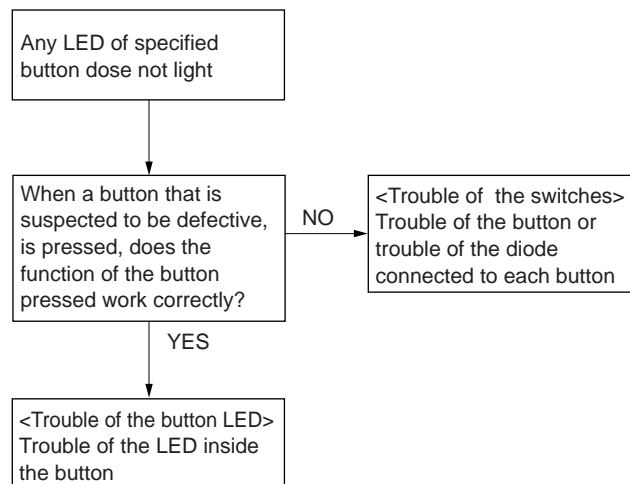 Any LED of specified
button dose not light
When a button that is
suspected to be defective,
is pressed, does the
function of the button
pressed work correctly?
NO
<Trouble of the switches>
Trouble of the button or
trouble of the diode
connected to each button
YES
<Trouble of the button LED>
Trouble of the LED inside
the button